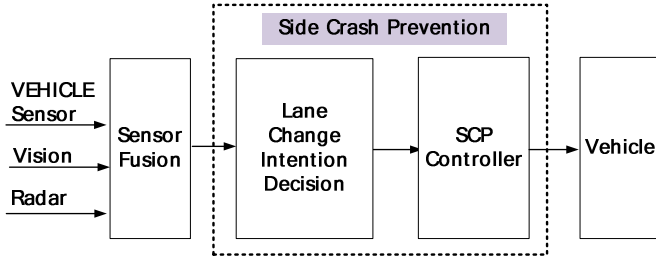 Side Crash Prevention
VEHICLE
Sensor
Vision
Radar
Sensor
Fusion
Lane
Change
Intention
Decision
SCP
Controller
Vehicle